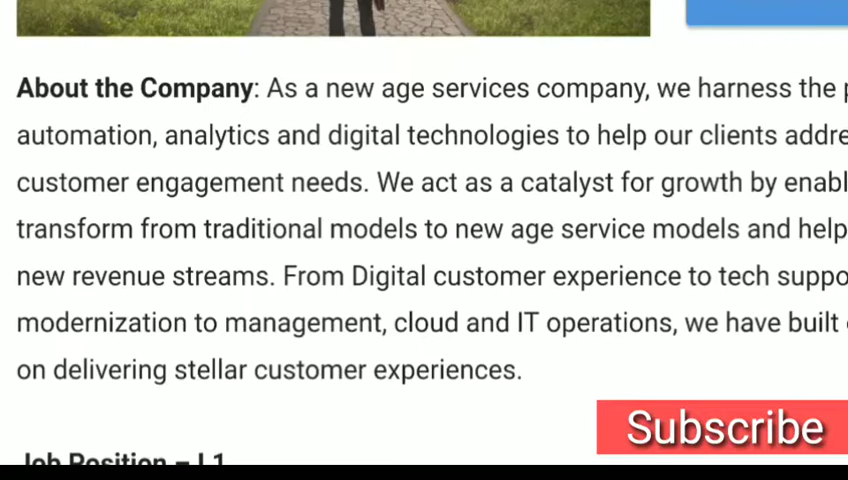 About the Company: As a new age services company, we harness the
automation, analytics and digital technologies to help our clients
customer engagement needs. We act as a catalyst for growth by
transform from traditional models to new age service models and help
new revenue streams. From Digital customer experience to tech
modernization to management, cloud and IT operations, we have built
on delivering stellar customer experiences.
Subscribe
Job Position – L1